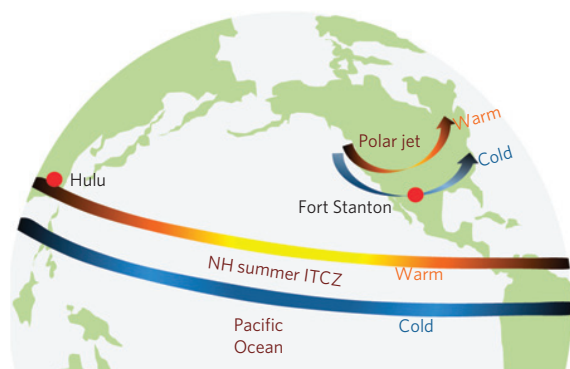 Warm
Polar jet
Cold
Hulu
Fort Stanton
NH summer ITCZ
Warm
Pacific
Ocean
Cold